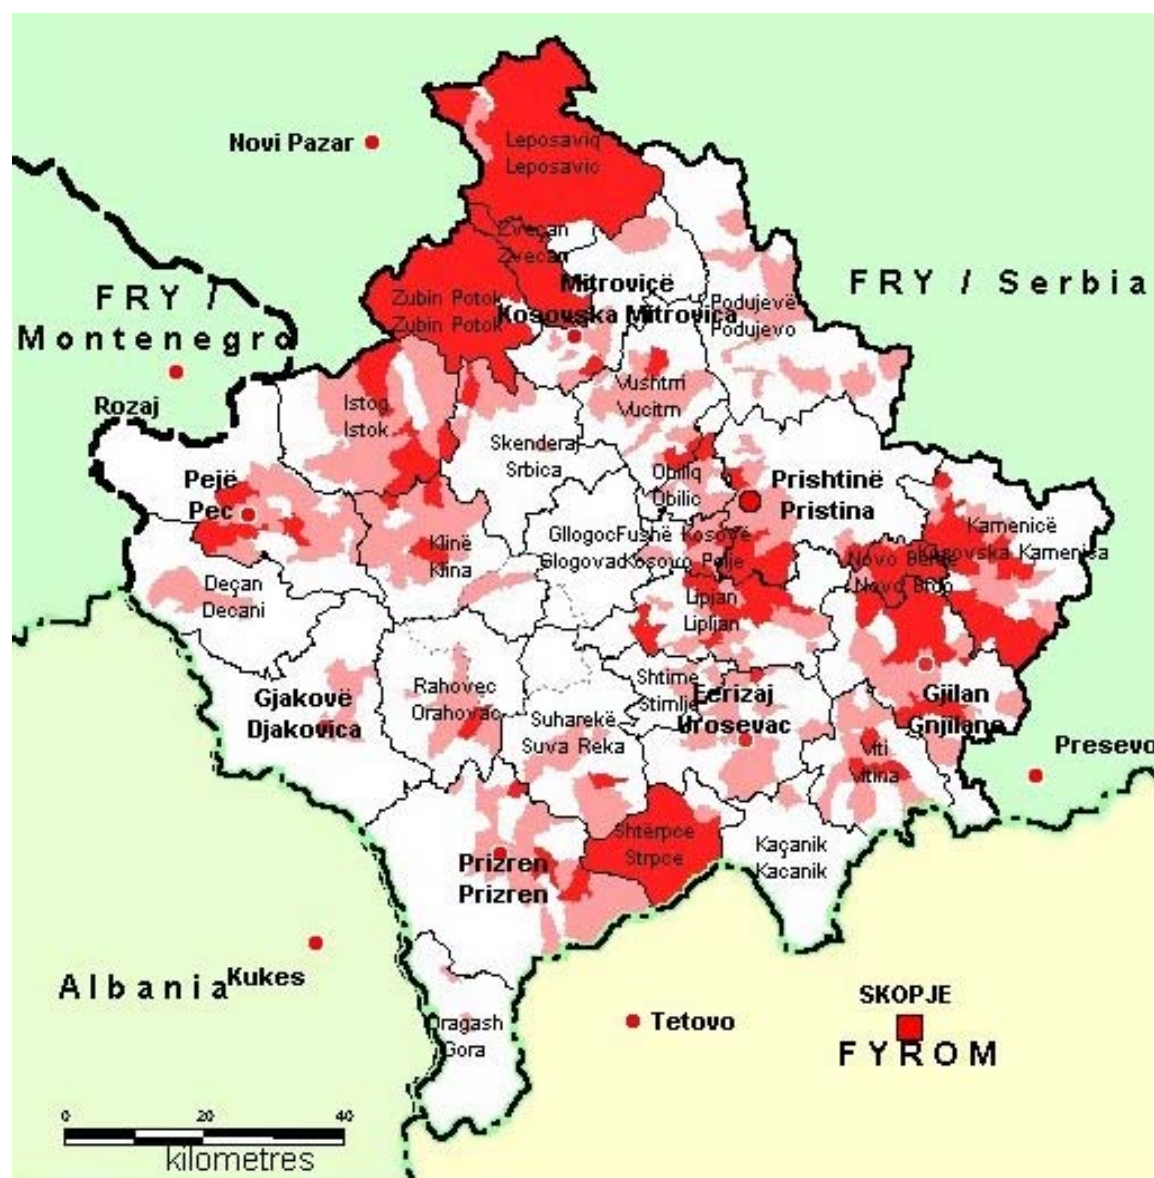 Novi Pazar
Leposaviq
Leposavic
Zveçan
Zvecan
FRY /
Montenegro
FRY / Serbia
Zubin Potok
Zubin Potok
Mitrovicë
Kosovska Mitrovica
Podujevë
Podujevo
Rozaj
Istog
Istok
Vushtrri
Vucitrn
Skenderaj
Srbica
Pejë
Pec
Obiliq
Obilic
Prishtinë
Pristina
Kamenicë
Kosovska Kamenica
Klinë
Klina
Gllogoc
Glogovac
Fushë Kosovë
Kosovo Polje
Novo Bërdë
Novo Brdo
Deçan
Decani
Lipjan
Lipljan
Gjakovë
Djakovica
Rahovec
Orahovac
Shtime
Stimlje
Ferizaj
Urosevac
Gjilan
Gnjilane
Suharekë
Suva Reka
Viti
Vitina
Presevo
Shterpce
Strpce
Kaçanik
Kacanik
Prizren
Prizren
Albania
Kukes
Dragash
Gora
Tetovo
SKOPJE
FYROM
0 20 40
kilometres